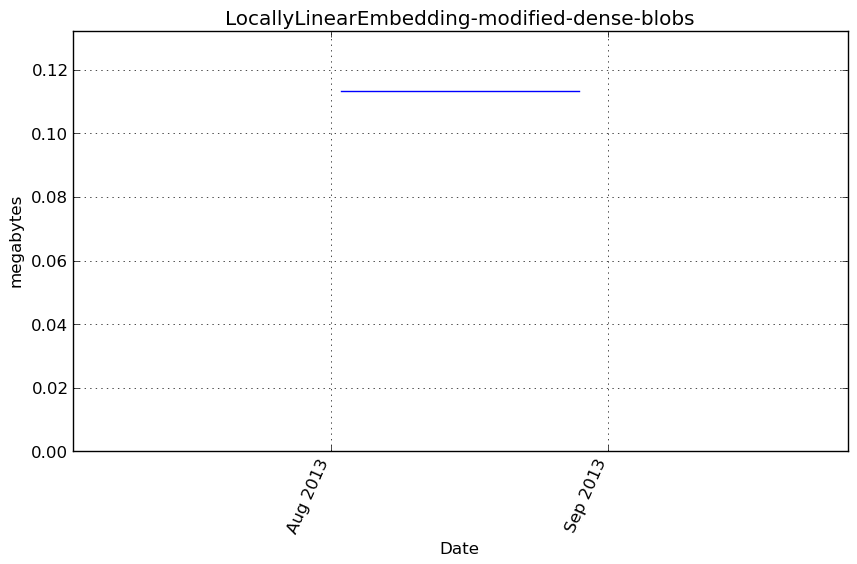 LocallyLinearEmbedding-modified-dense-blobs
0.12
0.10
0.08
0.06
0.04
0.02
0.00
megabytes
Aug 2013
Sep 2013
Date